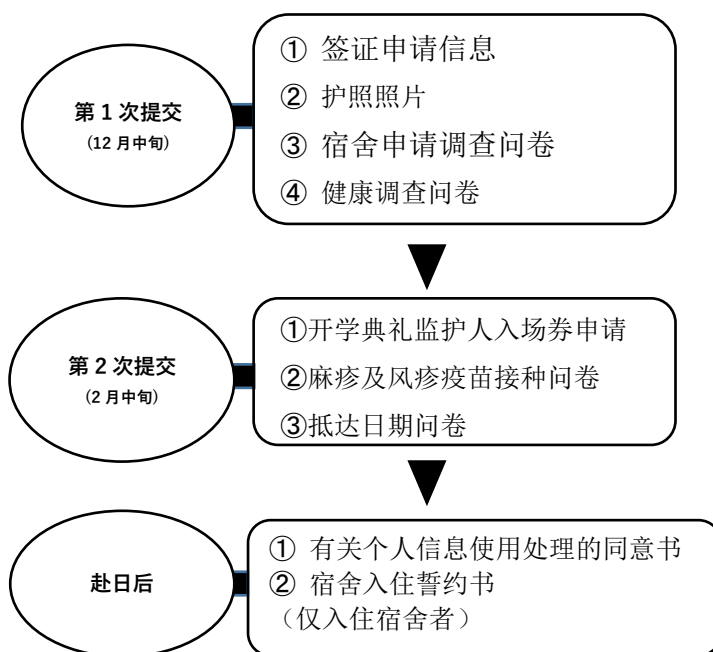 第 1 次提交
(12 月中旬)
① 签证申请信息
② 护照照片
③ 宿舍申请调查问卷
④ 健康调查问卷
第 2 次提交
(2 月中旬)
①开学典礼监护人入场券申请
②麻疹及风疹疫苗接种问卷
③抵达日期问卷
赴日后
① 有关个人信息使用处理的同意书
② 宿舍入住誓约书
（仅入住宿舍者）